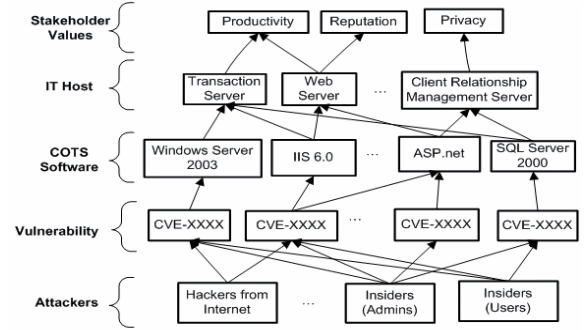 Stakeholder
Values
Productivity
Reputation
Privacy
IT Host
Transaction
Server
Web
Server
...
Client Relationship
Management Server
COTS
Software
Windows Server
2003
IIS 6.0
...
ASP.net
SQL Server
2000
Vulnerability
CVE-XXXX
CVE-XXXX
...
CVE-XXXX
CVE-XXXX
Attackers
Hackers from
Internet
...
Insiders
(Admins)
Insiders
(Users)